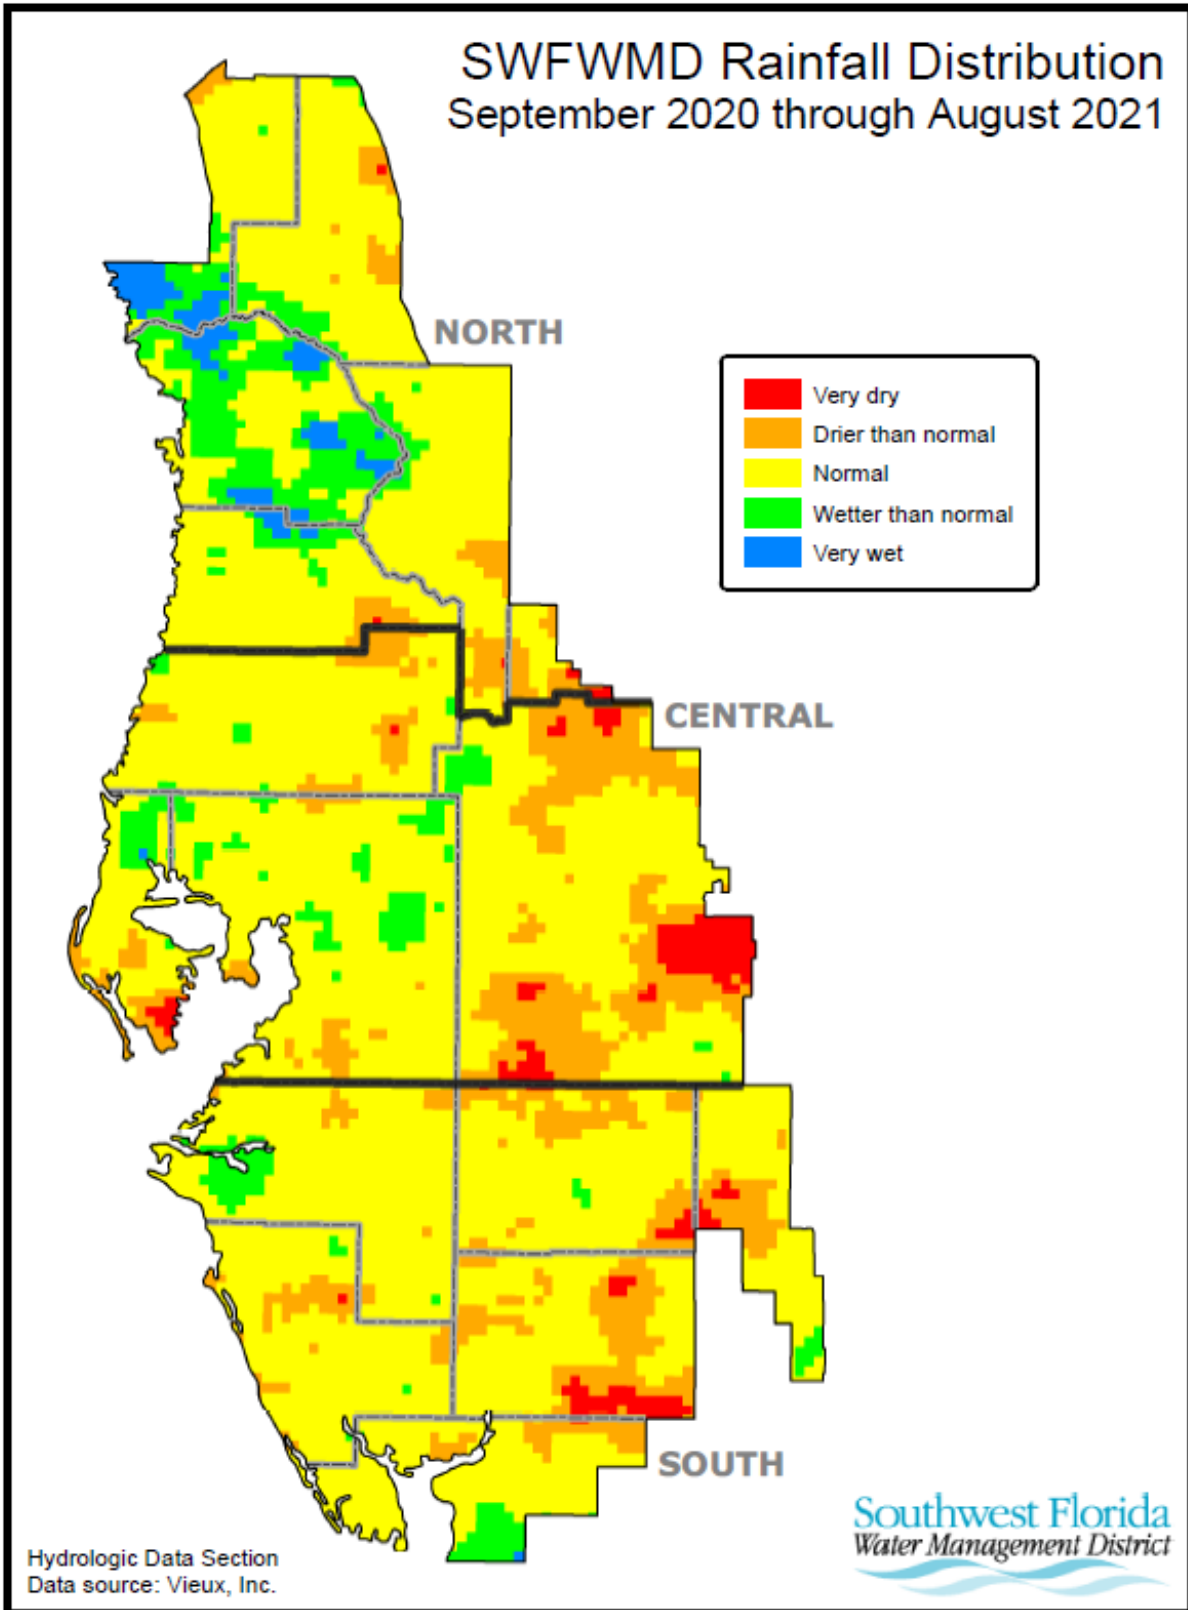 SWFWMD Rainfall Distribution
September 2020 through August 2021
NORTH
Very dry
Drier than normal
Normal
Wetter than normal
Very wet
CENTRAL
SOUTH
Southwest Florida
Water Management District
Hydrologic Data Section
Data source: Vieux, Inc.